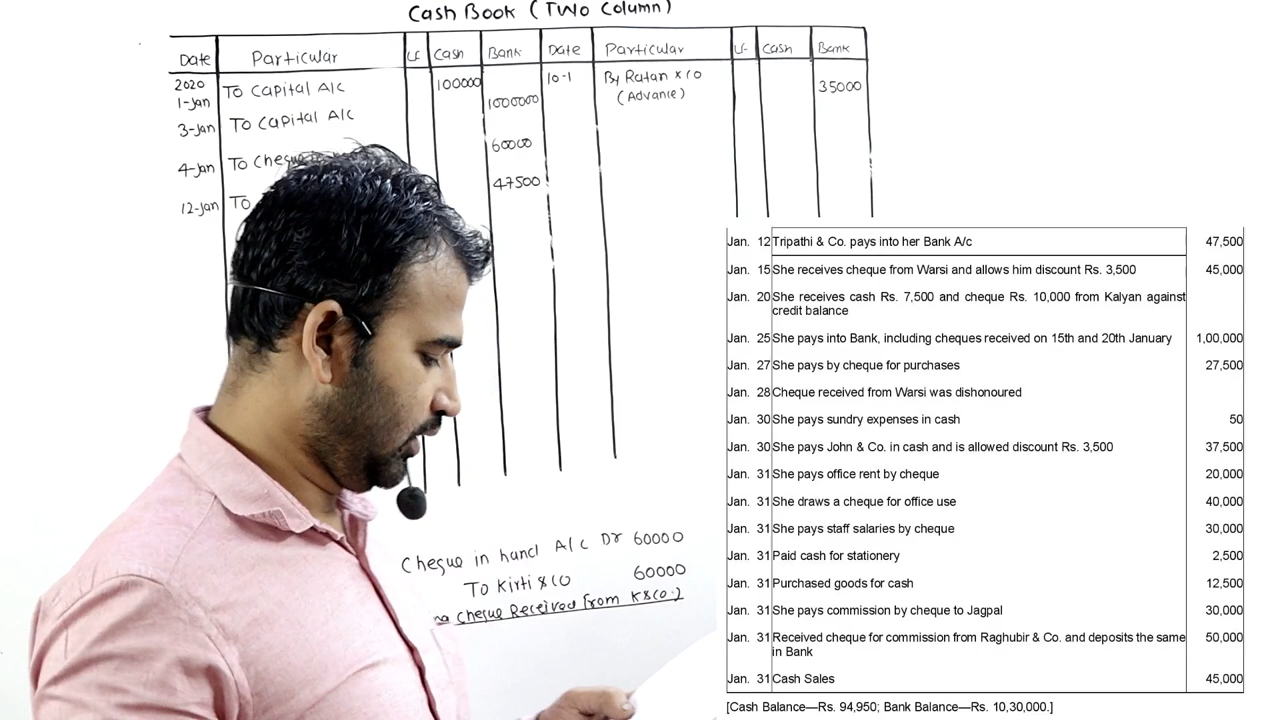 Cash Book (Two Column)
Date Particular LF Cash Bank Date Particular LF Cash Bank
2020
1-Jan To Capital A/c 100000 10-1 By Ratan & Co 35000
(Advance)
To Capital A/c 1000000
3-Jan
4-Jan To Cheque 60000
12-Jan To 47500
Cheque in hand A/c Dr 60000
To Kirti & Co 60000
Cheque Received from K & Co.)
Jan. 12 Tripathi & Co. pays into her Bank A/c 47,500
Jan. 15 She receives cheque from Warsi and allows him discount Rs. 3,500 45,000
Jan. 20 She receives cash Rs. 7,500 and cheque Rs. 10,000 from Kalyan against
credit balance
Jan. 25 She pays into Bank, including cheques received on 15th and 20th January 1,00,000
Jan. 27 She pays by cheque for purchases 27,500
Jan. 28 Cheque received from Warsi was dishonoured
Jan. 30 She pays sundry expenses in cash 50
Jan. 30 She pays John & Co. in cash and is allowed discount Rs. 3,500 37,500
Jan. 31 She pays office rent by cheque 20,000
Jan. 31 She draws a cheque for office use 40,000
Jan. 31 She pays staff salaries by cheque 30,000
Jan. 31 Paid cash for stationery 2,500
Jan. 31 Purchased goods for cash 12,500
Jan. 31 She pays commission by cheque to Jagpal 30,000
Jan. 31 Received cheque for commission from Raghubir & Co. and deposits the same 50,000
in Bank
Jan. 31 Cash Sales 45,000
[Cash Balance—Rs. 94,950; Bank Balance—Rs. 10,30,000.]